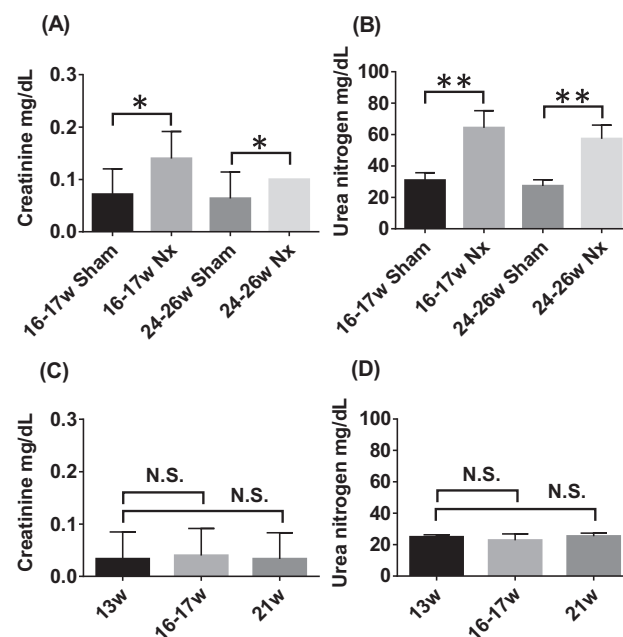 (A)
Creatinine mg/dL
0.3
0.2
0.1
0.0
*
*
16-17w Sham
16-17w Nx
24-26w Sham
24-26w Nx
(B)
Urea nitrogen mg/dL
100
80
60
40
20
0
**
**
16-17w Sham
16-17w Nx
24-26w Sham
24-26w Nx
(C)
Creatinine mg/dL
0.3
0.2
0.1
0.0
N.S.
N.S.
13w
16-17w
21w
(D)
Urea nitrogen mg/dL
100
80
60
40
20
0
N.S.
N.S.
13w
16-17w
21w